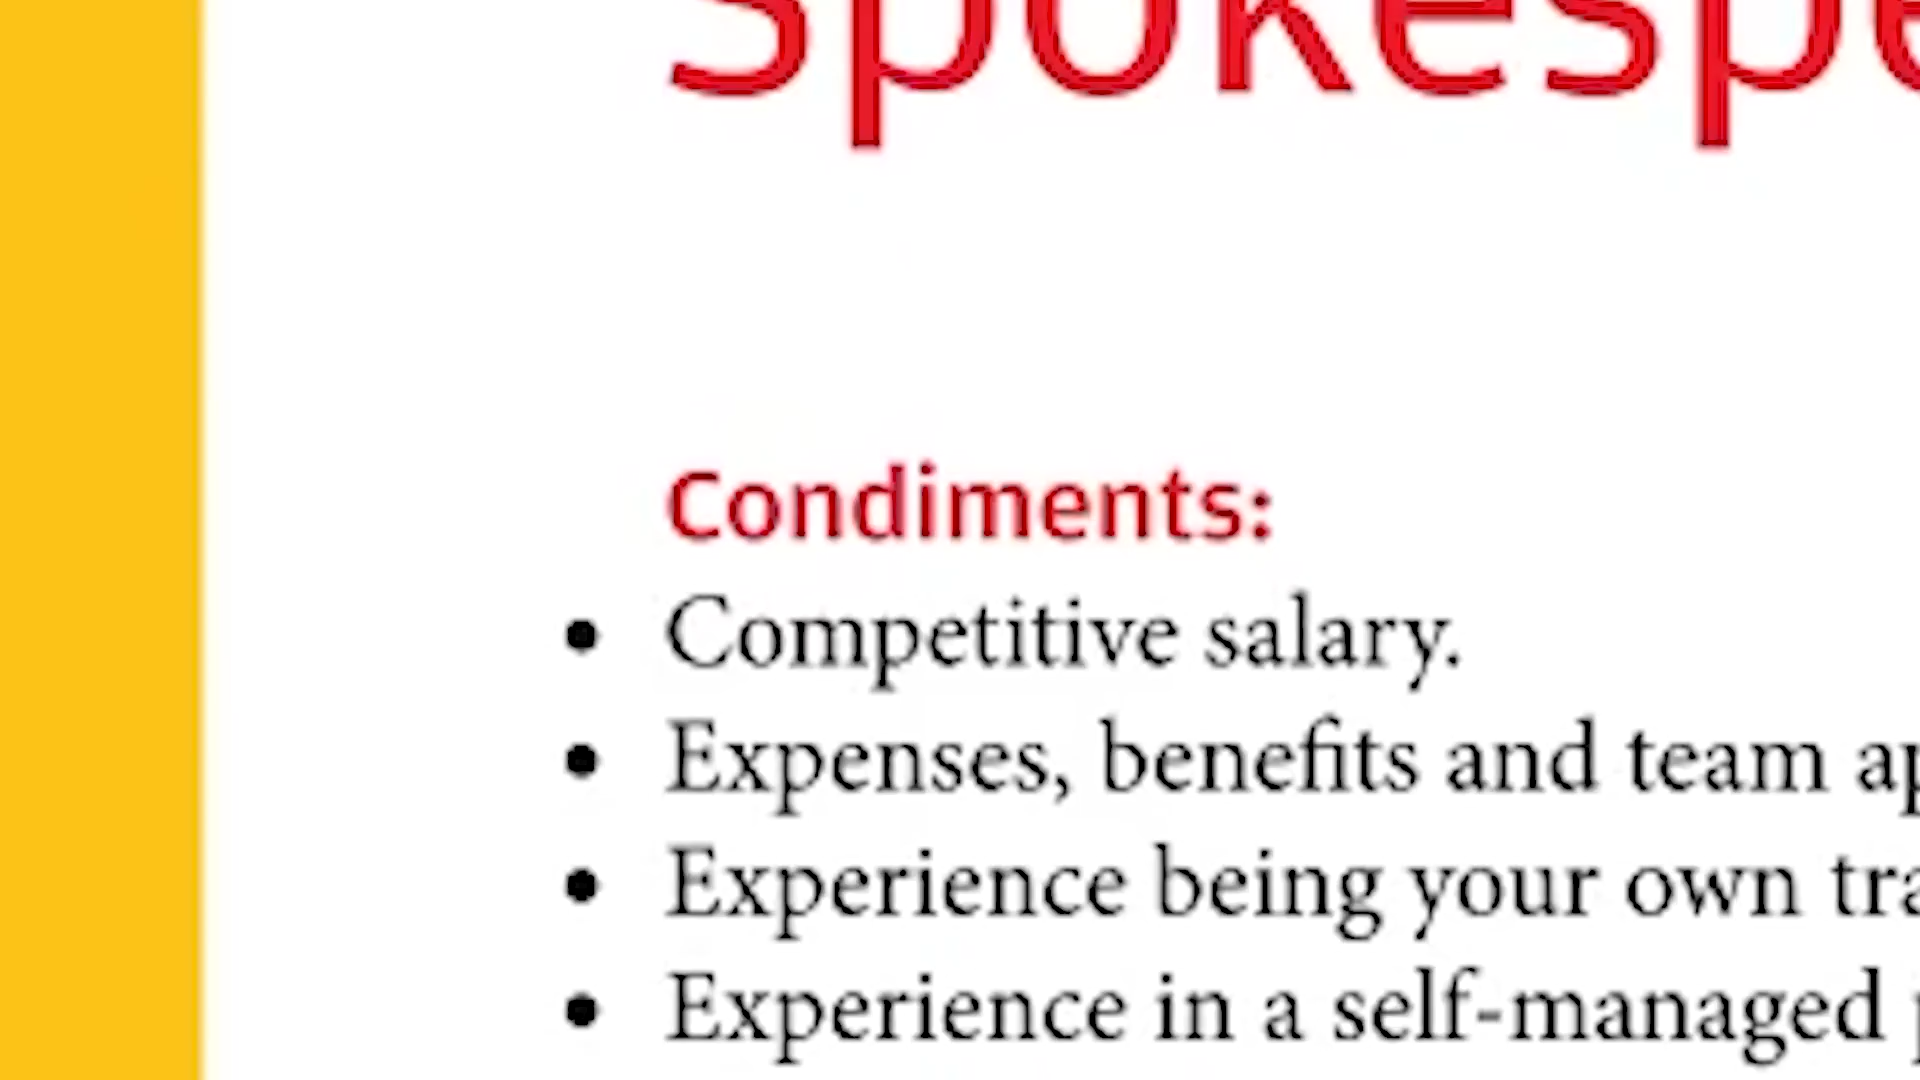 Spokespe
Condiments:
• Competitive salary.
• Expenses, benefits and team ap
• Experience being your own tra
• Experience in a self-managed